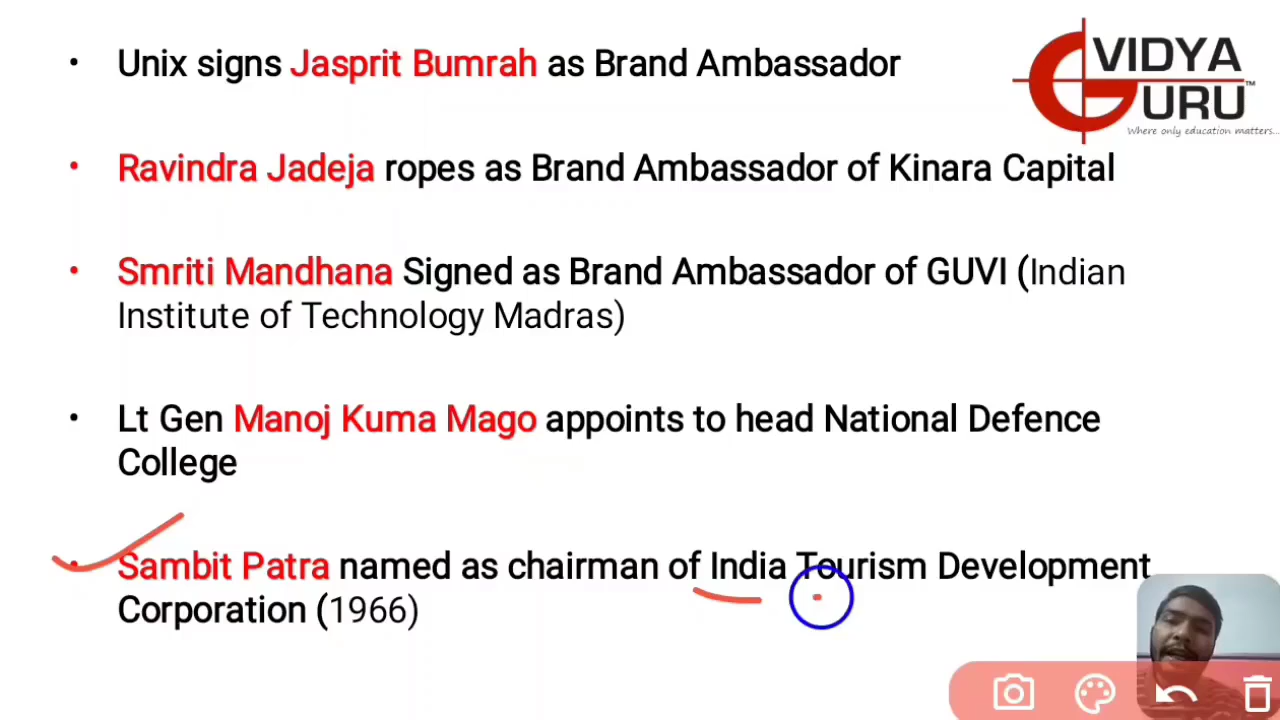 • Unix signs Jasprit Bumrah as Brand Ambassador
VIDYA
GURU™
Where only education matters...
• Ravindra Jadeja ropes as Brand Ambassador of Kinara Capital
• Smriti Mandhana Signed as Brand Ambassador of GUVI (Indian
Institute of Technology Madras)
• Lt Gen Manoj Kuma Mago appoints to head National Defence
College
• Sambit Patra named as chairman of India Tourism Development
Corporation (1966)